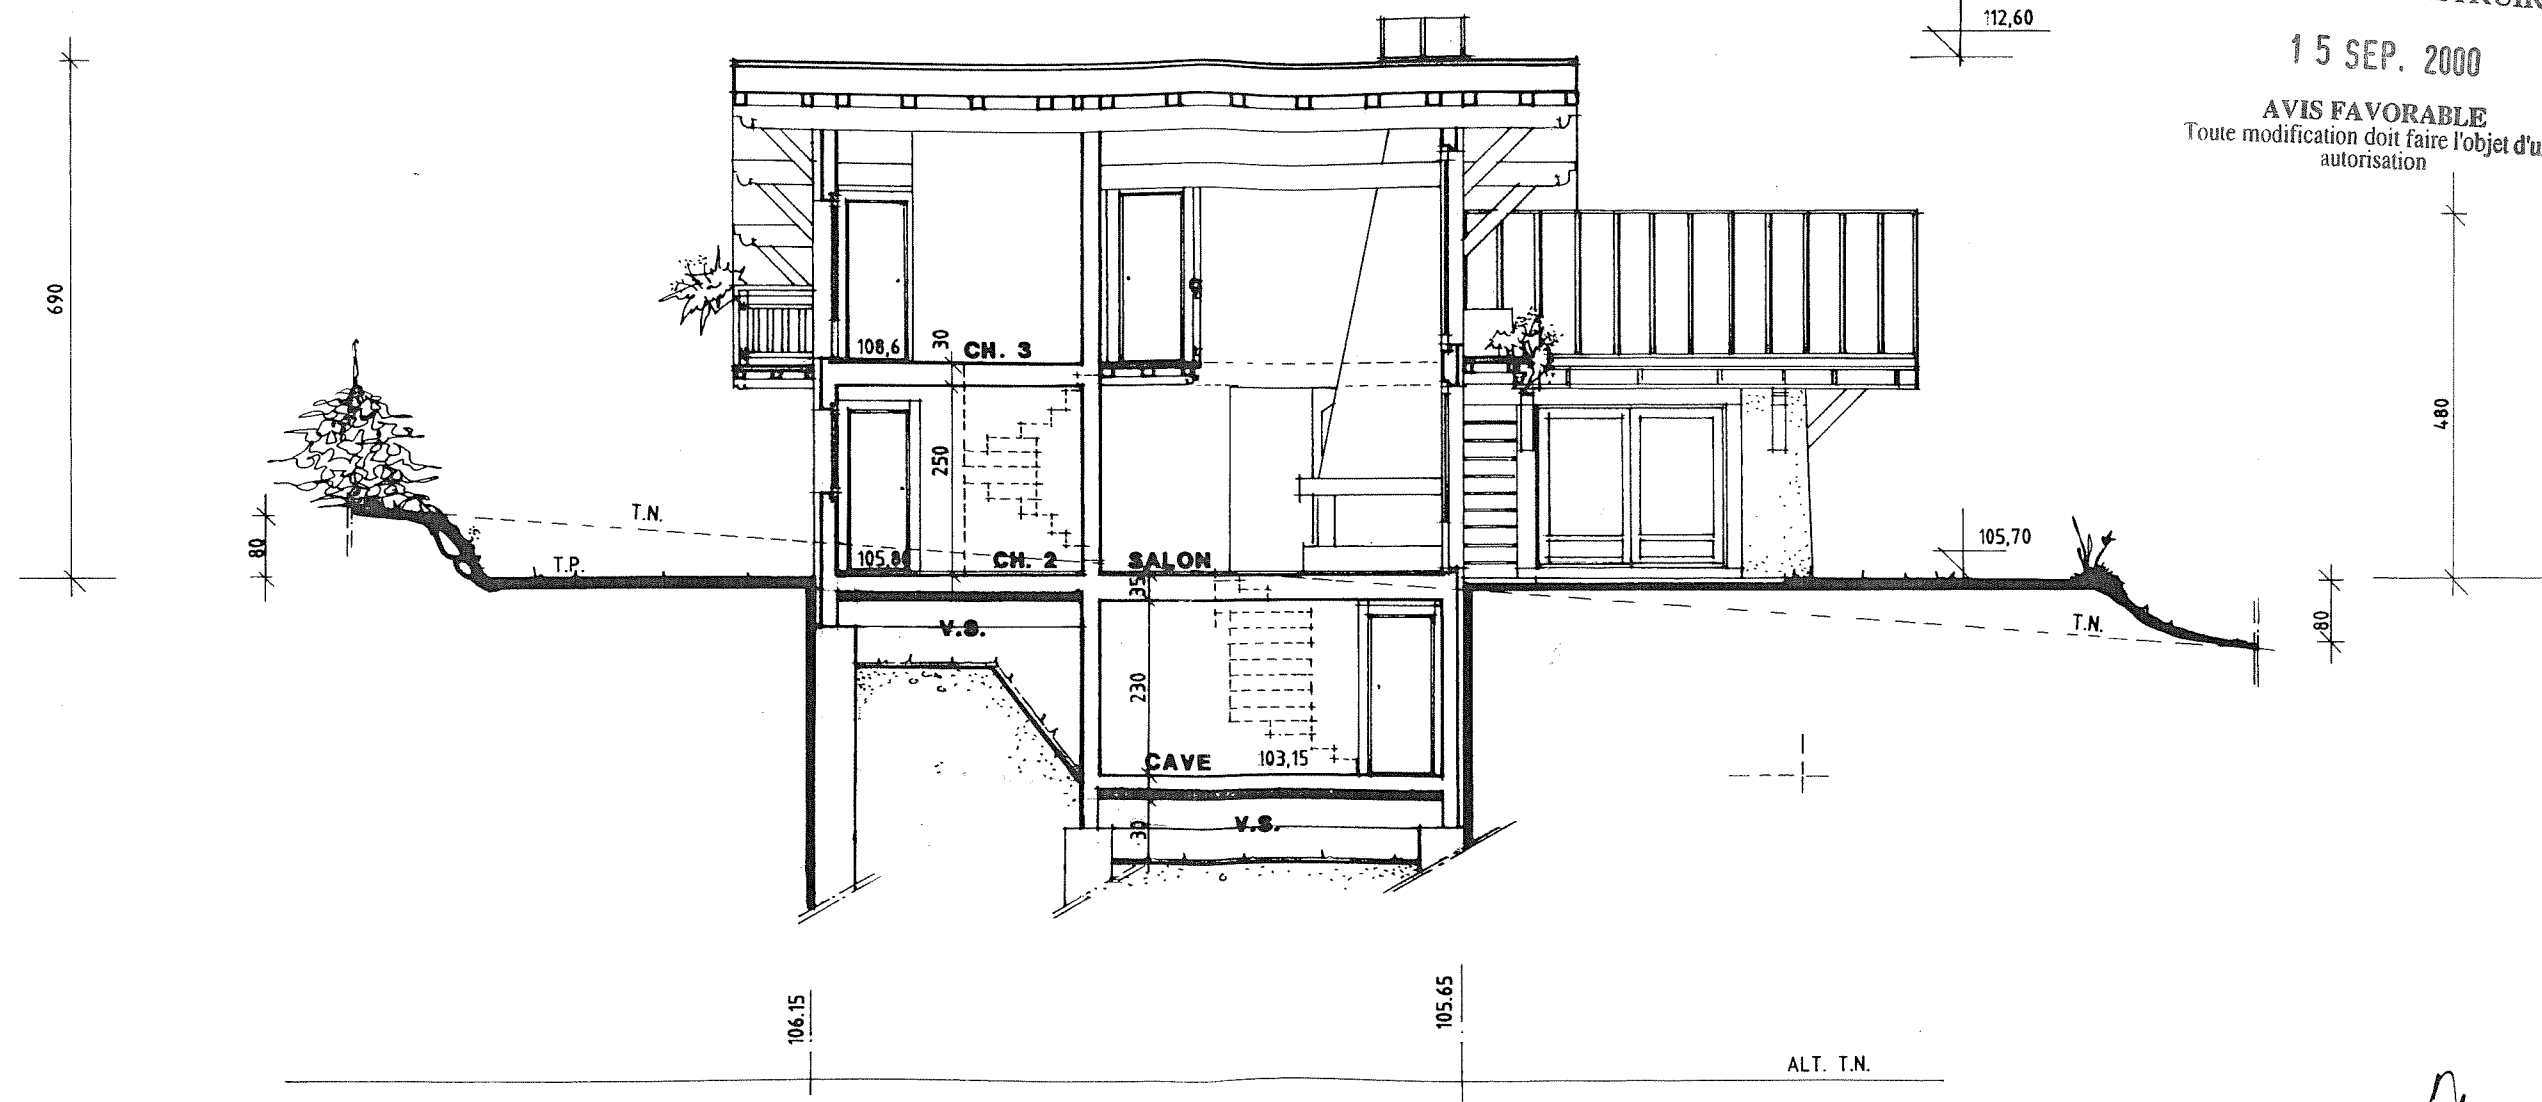 112,60
15 SEP. 2000
AVIS FAVORABLE
Toute modification doit faire l'objet d'u
autorisation
690
480
108,6
30
CH. 3
250
T.N.
80
T.P.
105,80
CH. 2
SALON
35
105,70
T.N.
80
V.S.
230
CAVE
103,15
30
V.S.
106.15
105.65
ALT. T.N.